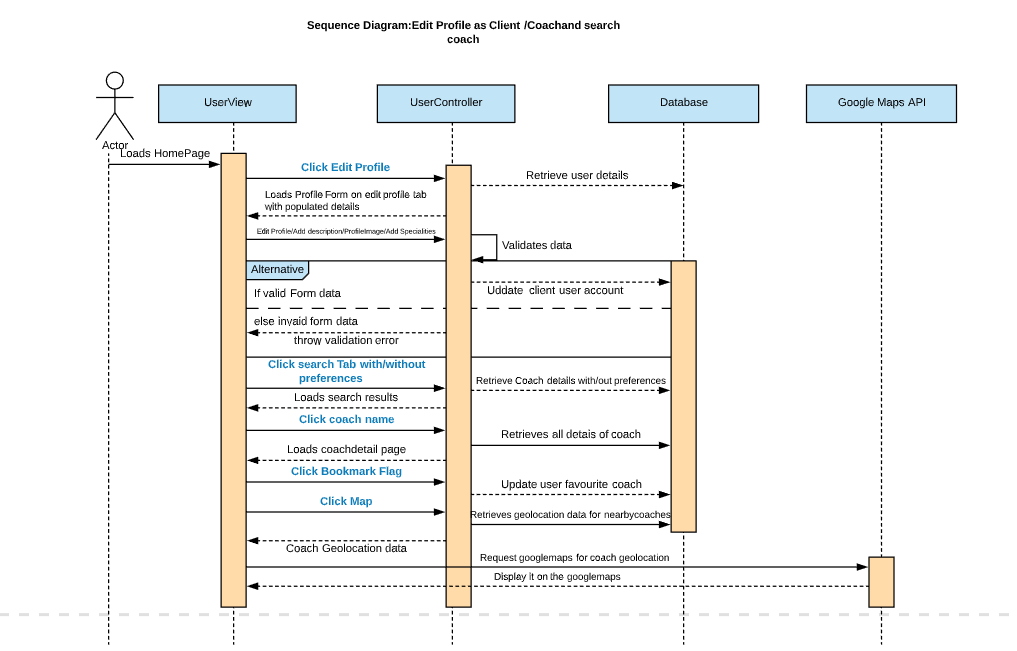 Sequence Diagram:Edit Profile as Client /Coachand search
coach
UserView
UserController
Database
Google Maps API
Actor
Loads HomePage
Click Edit Profile
Retrieve user details
Loads Profile Form on edit profile tab
with populated details
Edit Profile/Add description/ProfileImage/Add Specialities
Validates data
Alternative
If valid Form data
Uddate client user account
else invaid form data
throw validation error
Click search Tab with/without
preferences
Retrieve Coach details with/out preferences
Loads search results
Click coach name
Retrieves all detais of coach
Loads coachdetail page
Click Bookmark Flag
Update user favourite coach
Click Map
Retrieves geolocation data for nearbycoaches
Coach Geolocation data
Request googlemaps for coach geolocation
Display it on the googlemaps